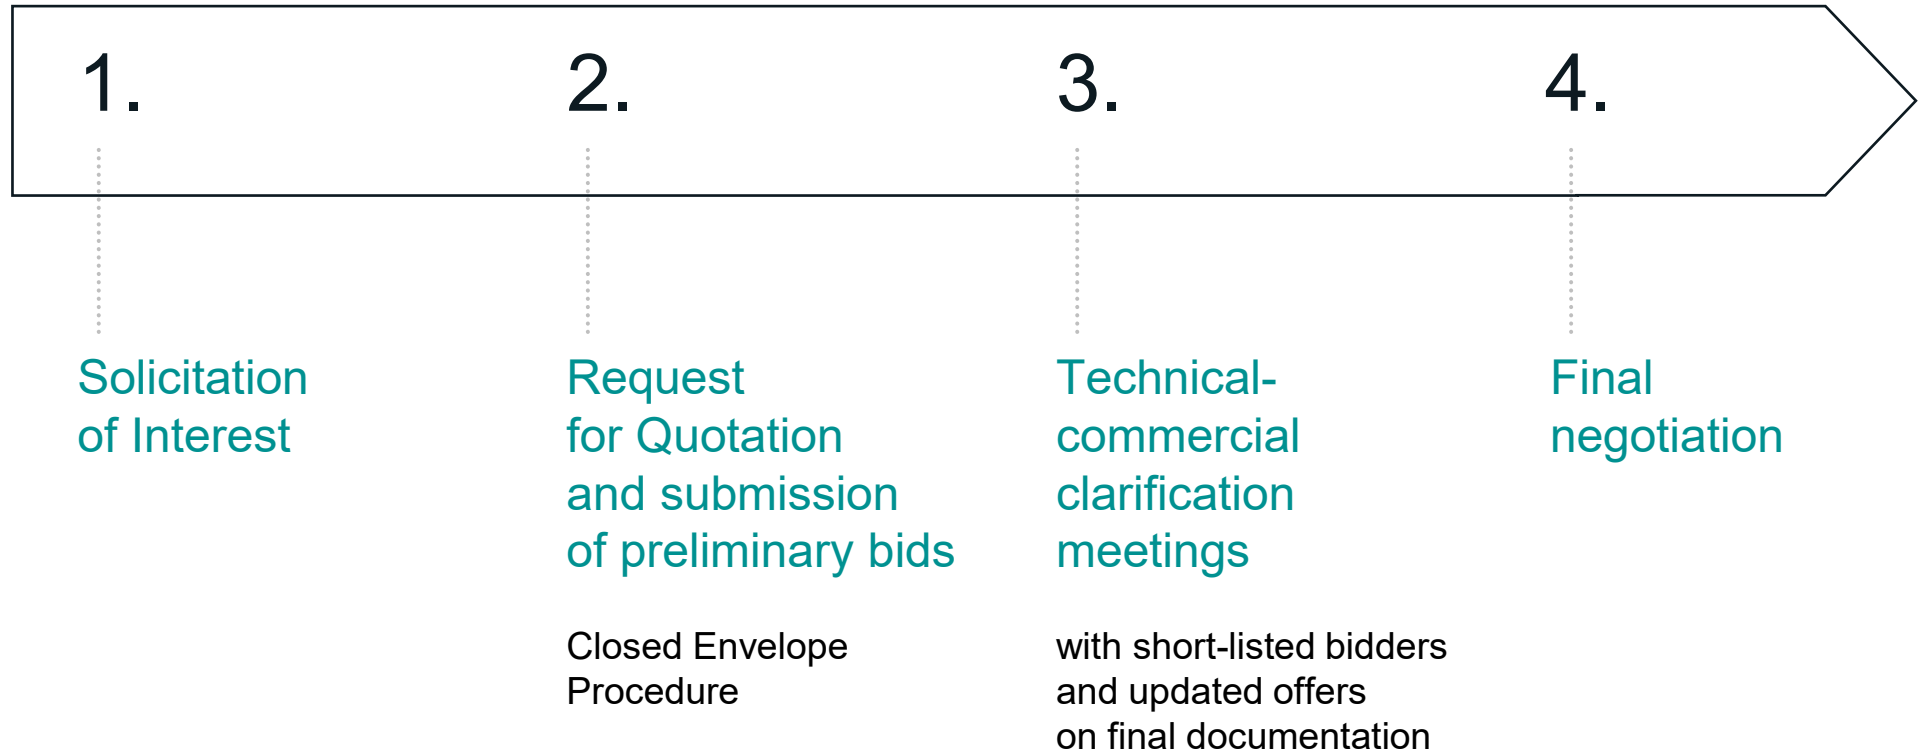 1.
2.
3.
4.
Solicitation
of Interest
Request
for Quotation
and submission
of preliminary bids
Closed Envelope
Procedure
Technical-
commercial
clarification
meetings
with short-listed bidders
and updated offers
on final documentation
Final
negotiation